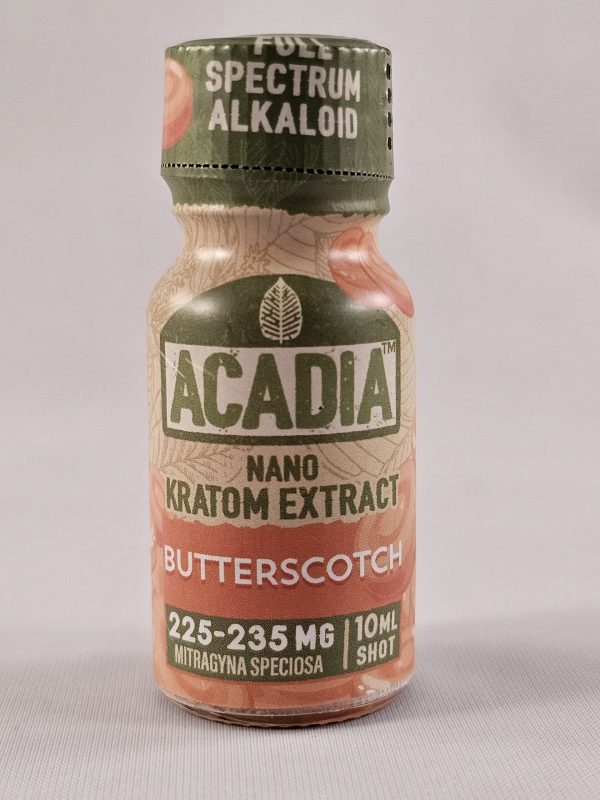 FULL
SPECTRUM
ALKALOID
ACADIA™
NANO
KRATOM EXTRACT
BUTTERSCOTCH
225-235 MG
MITRAGYNA SPECIOSA
10ML
SHOT